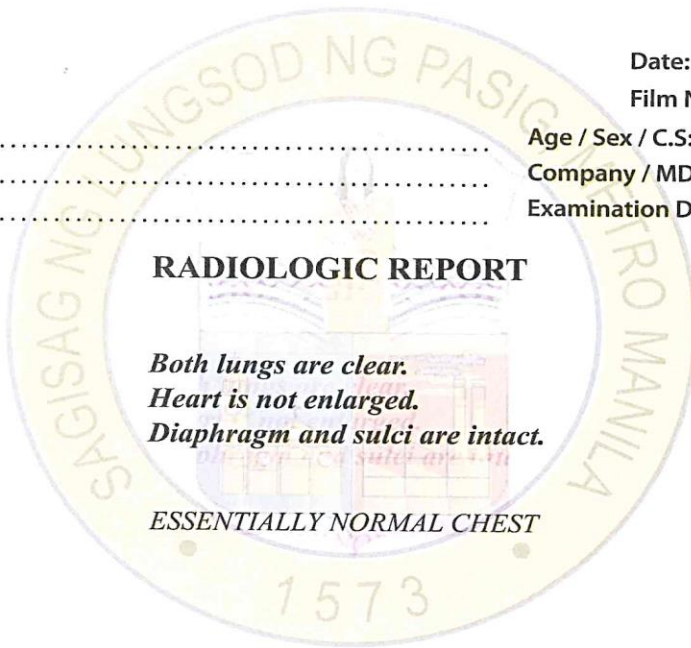 SAGISAG NG LUNGSOD NG PASIG, METRO MANILA
Date:
Film
Age / Sex / C.S:
Company / MD
Examination D
RADIOLOGIC REPORT
Both lungs are clear.
Heart is not enlarged.
Diaphragm and sulci are intact.
ESSENTIALLY NORMAL CHEST
1573